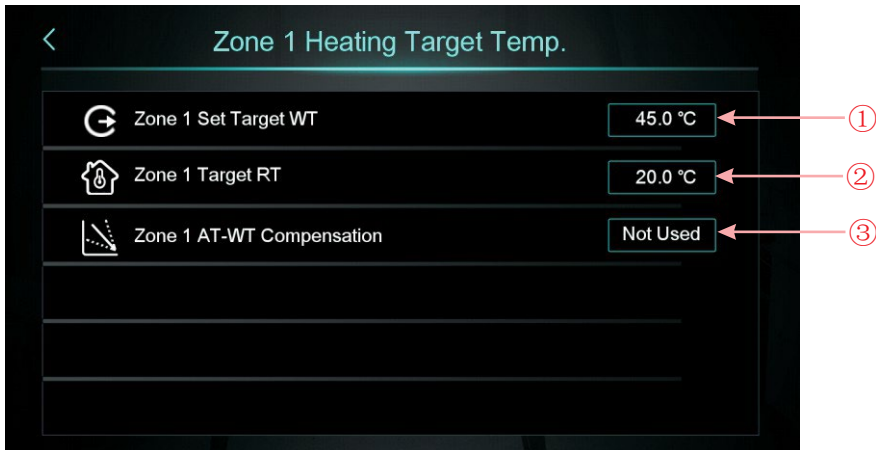 Zone 1 Heating Target Temp.
Zone 1 Set Target WT 45.0 ℃ ①
Zone 1 Target RT 20.0 ℃ ②
Zone 1 AT-WT Compensation Not Used ③